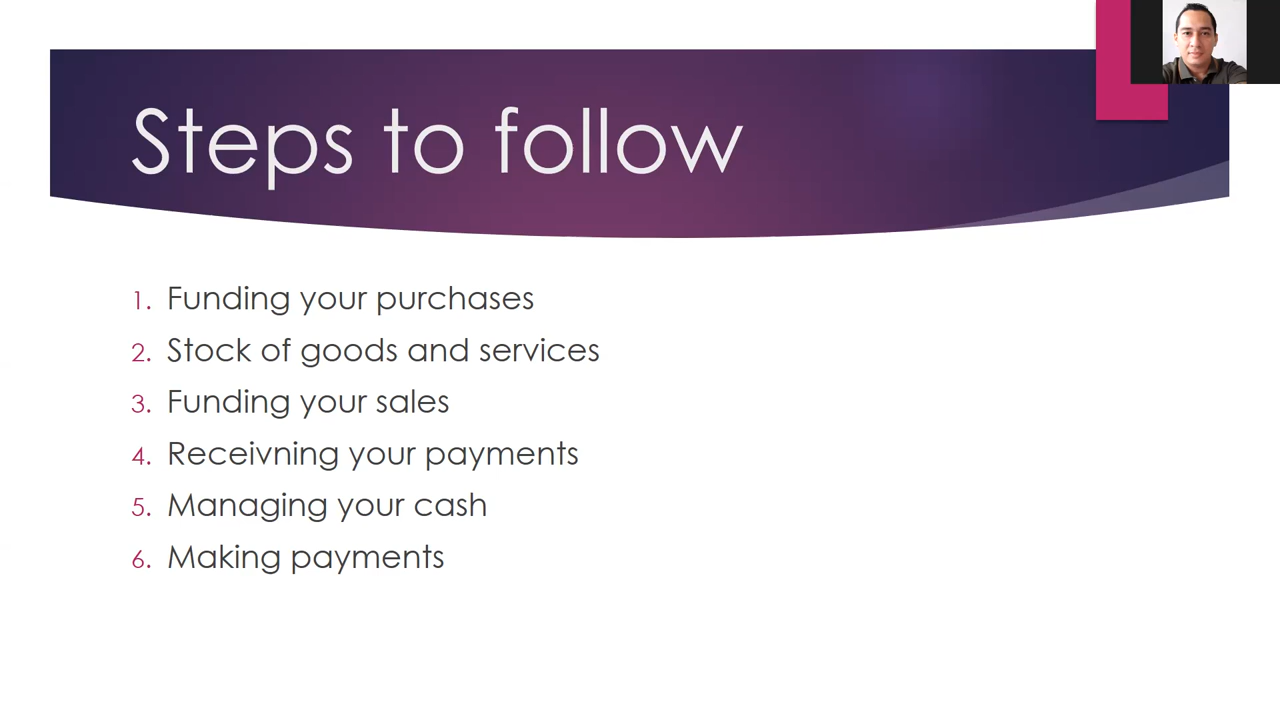 Steps to follow
1. Funding your purchases
2. Stock of goods and services
3. Funding your sales
4. Receivning your payments
5. Managing your cash
6. Making payments